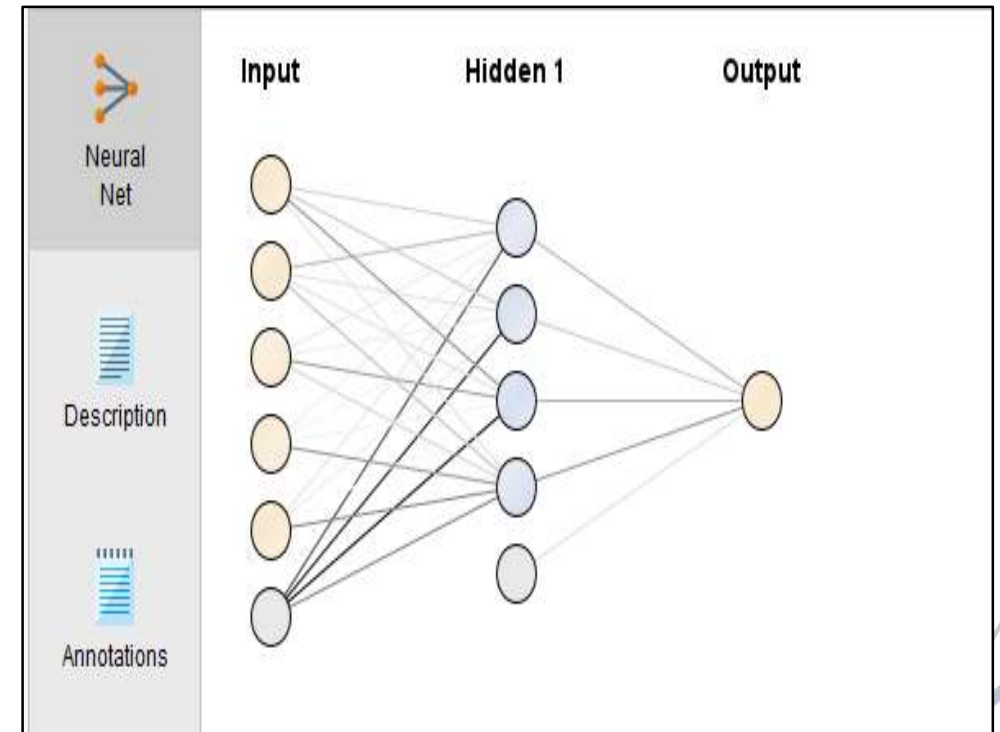 Input Hidden 1 Output
Neural
Net
Description
Annotations